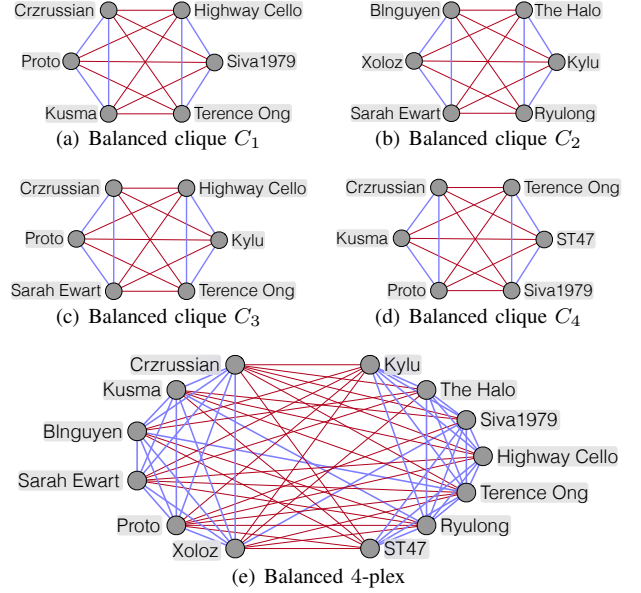 Crzrussian Highway Cello
Proto Siva1979
Kusma Terence Ong
(a) Balanced clique C1
Blnguyen The Halo
Xoloz Kylu
Sarah Ewart Ryulong
(b) Balanced clique C2
Crzrussian Highway Cello
Proto Kylu
Sarah Ewart Terence Ong
(c) Balanced clique C3
Crzrussian Terence Ong
Kusma ST47
Proto Siva1979
(d) Balanced clique C4
Crzrussian Kylu
Kusma The Halo
Blnguyen Siva1979
Highway Cello
Sarah Ewart Terence Ong
Proto Ryulong
Xoloz ST47
(e) Balanced 4-plex